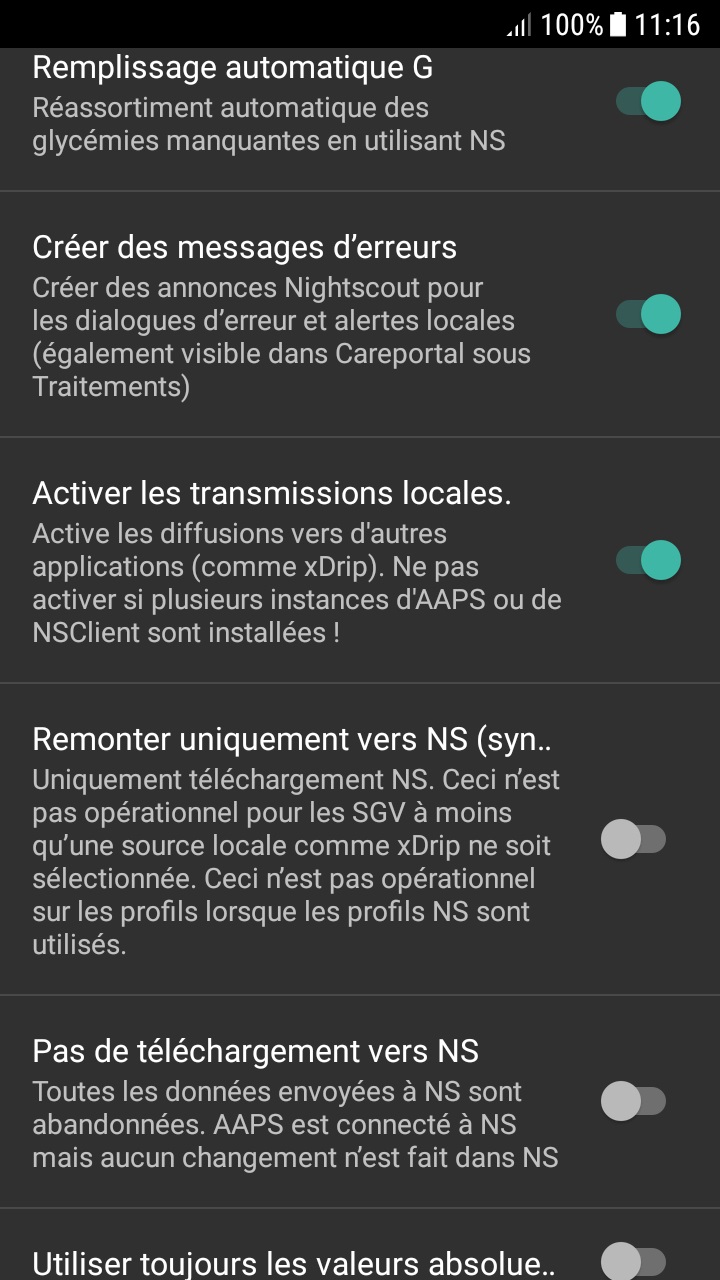 100% 11:16
Remplissage automatique G
Réassortiment automatique des
glycémies manquantes en utilisant NS
Créer des messages d’erreurs
Créer des annonces Nightscout pour
les dialogues d’erreur et alertes locales
(également visible dans Careportal sous
Traitements)
Activer les transmissions locales.
Active les diffusions vers d'autres
applications (comme xDrip). Ne pas
activer si plusieurs instances d'AAPS ou de
NSClient sont installées !
Remonter uniquement vers NS (syn..
Uniquement téléchargement NS. Ceci n’est
pas opérationnel pour les SGV à moins
qu’une source locale comme xDrip ne soit
sélectionnée. Ceci n’est pas opérationnel
sur les profils lorsque les profils NS sont
utilisés.
Pas de téléchargement vers NS
Toutes les données envoyées à NS sont
abandonnées. AAPS est connecté à NS
mais aucun changement n’est fait dans NS
Utiliser toujours les valeurs absolue..